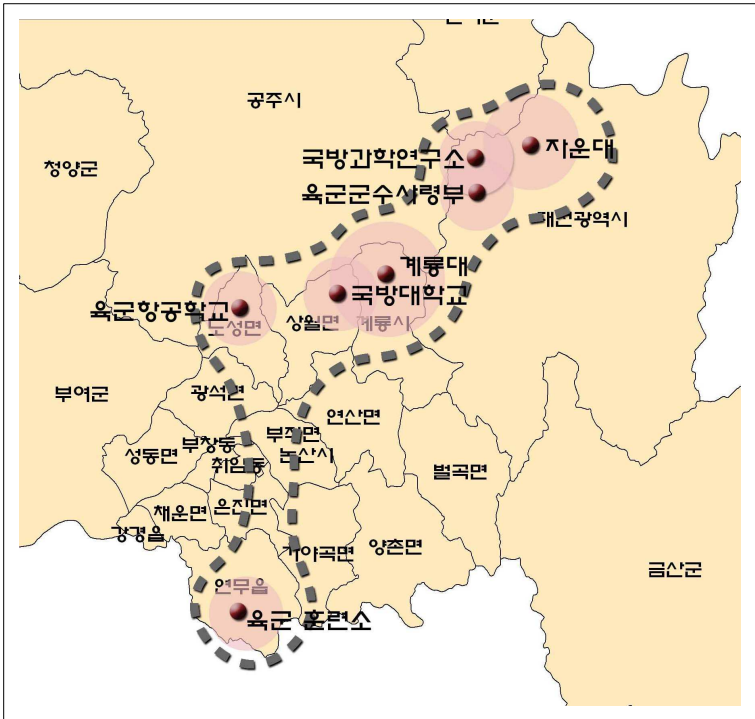 공주시
청양군
국방과학연구소
자운대
육군군수사령부
대전광역시
계룡대
국방대학교
육군항공학교
노성면
상월면
계룡시
부여군
광석면
연산면
부적면
부창동
논산시
성동면
취암동
벌곡면
채운면
은진면
강경읍
가야곡면
양촌면
금산군
연무읍
육군 훈련소